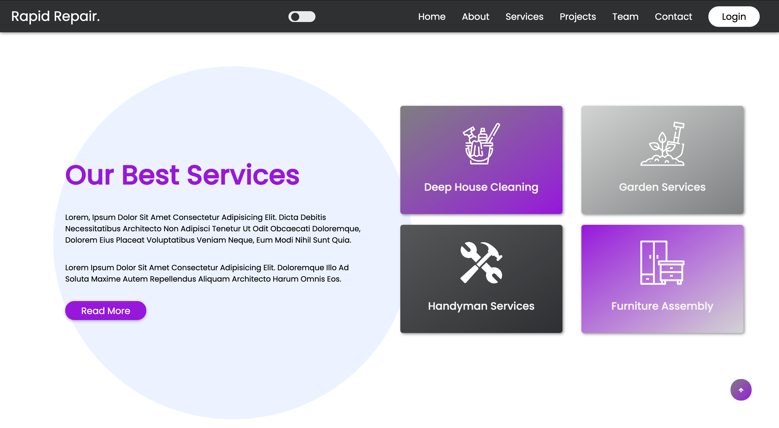 Rapid Repair.
Home About Services Projects Team Contact Login
Our Best Services
Lorem, Ipsum Dolor Sit Amet Consectetur Adipisicing Elit. Dicta Debitis
Necessitatibus Architecto Non Adipisci Tenetur Ut Odit Obcaecati Doloremque,
Dolorem Eius Placeat Voluptatibus Veniam Neque, Eum Modi Nihil Sunt Quia.
Lorem Ipsum Dolor Sit Amet Consectetur Adipisicing Elit. Doloremque Illo Ad
Soluta Maxime Autem Repellendus Aliquam Architecto Harum Omnis Eos.
Read More
Deep House Cleaning
Garden Services
Handyman Services
Furniture Assembly